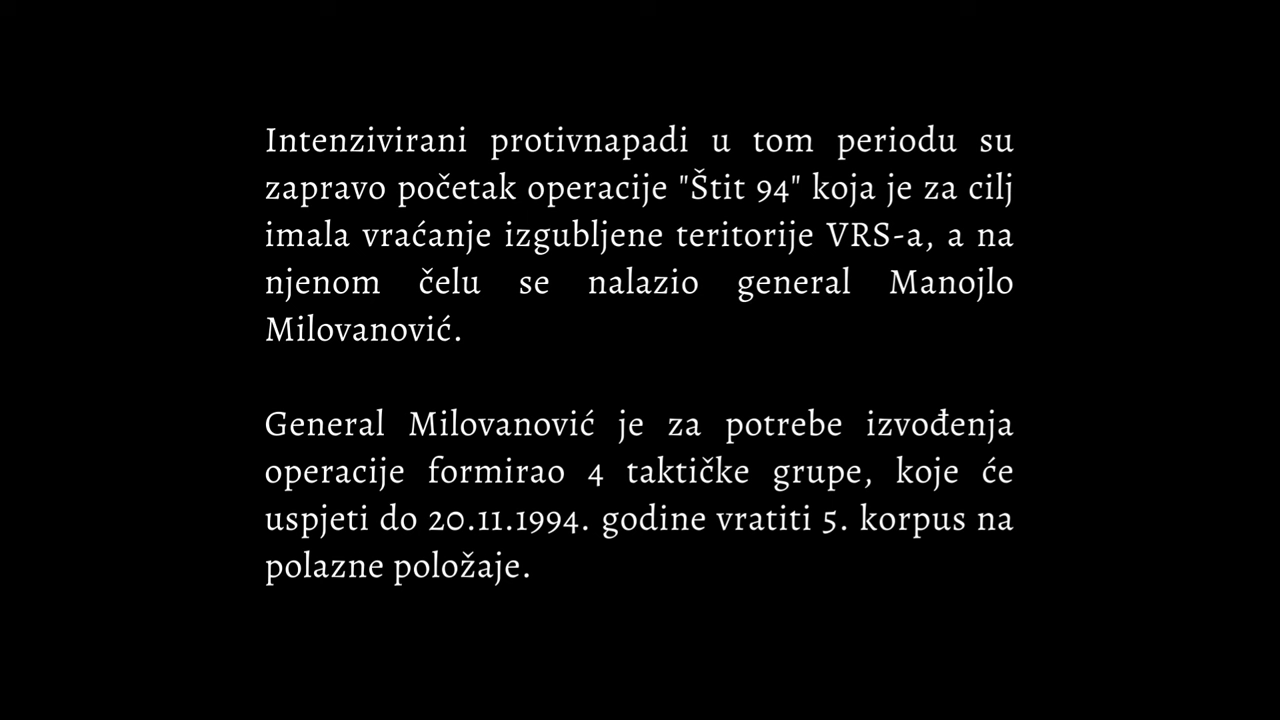 Intenzivirani protivnapadi u tom periodu su
zapravo početak operacije "Štit 94" koja je za cilj
imala vraćanje izgubljene teritorije VRS-a, a na
njenom čelu se nalazio general Manojlo
Milovanović.
General Milovanović je za potrebe izvođenja
operacije formirao 4 taktičke grupe, koje će
uspjeti do 20.11.1994. godine vratiti 5. korpus na
polazne položaje.